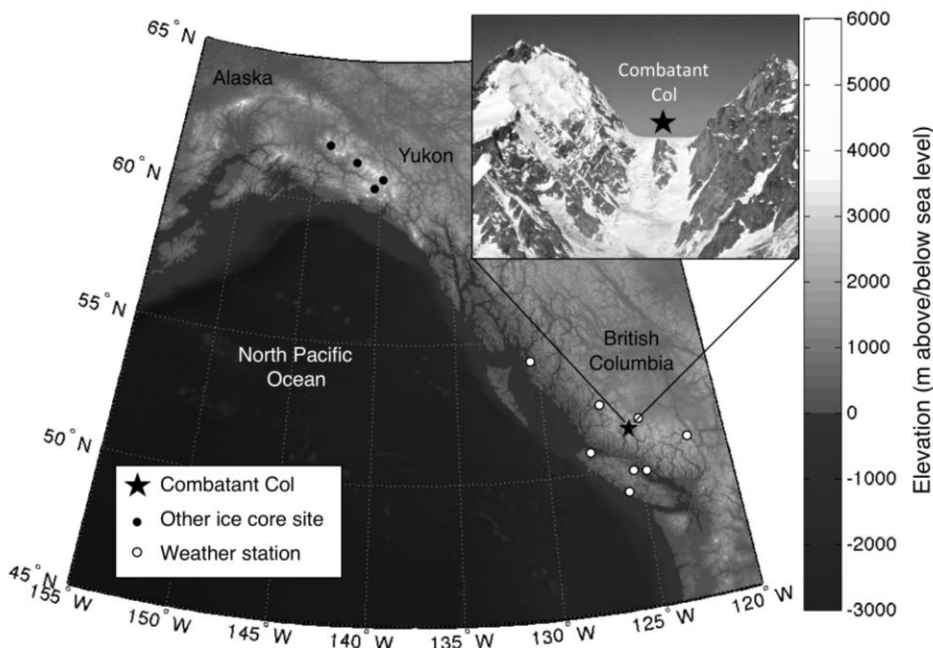 65°N
60°N
55°N
50°N
45°N
155°W
150°W
145°W
140°W
135°W
130°W
125°W
120°W
Alaska
Yukon
North Pacific
Ocean
British
Columbia
Combatant
Col
Combatant Col
Other ice core site
Weather station
6000
5000
4000
3000
2000
1000
0
-1000
-2000
-3000
Elevation (m above/below sea level)